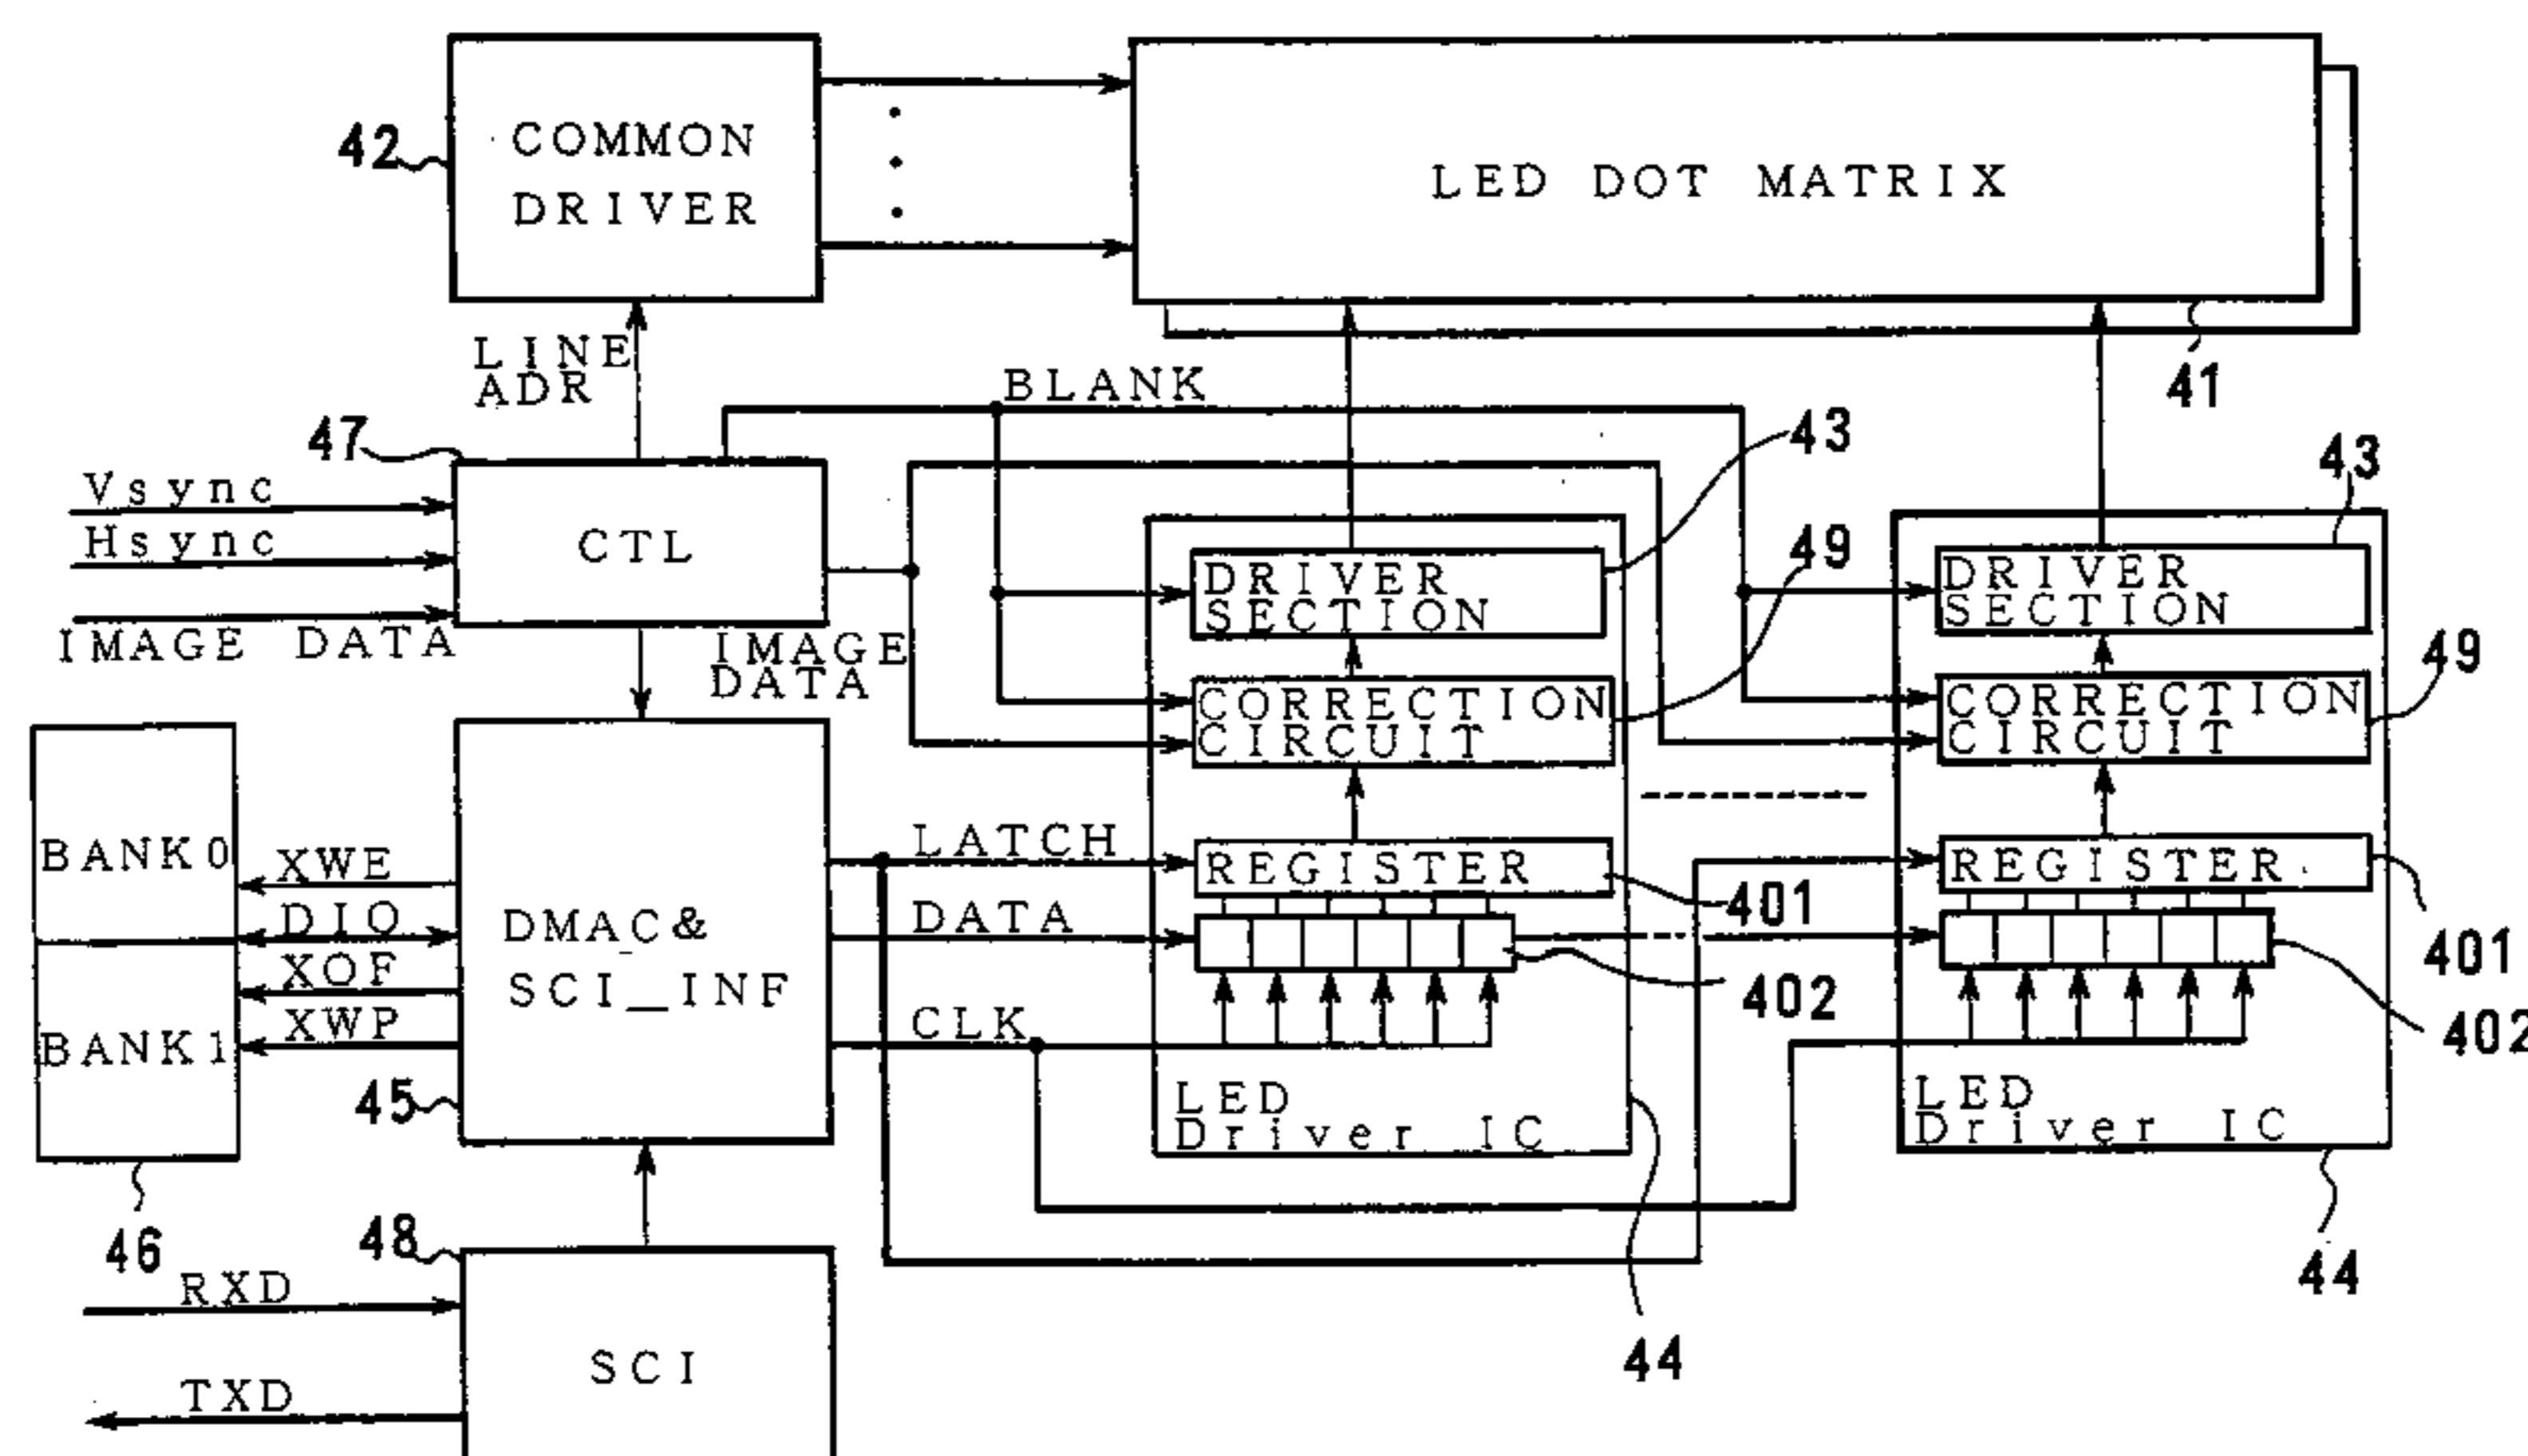 COMMON
DRIVER
42
LED DOT MATRIX
41
LINE
ADR
BLANK
47
Vsync
Hsync
IMAGE DATA
CTL
IMAGE
DATA
43
49
DRIVER
SECTION
CORRECTION
CIRCUIT
43
49
DRIVER
SECTION
CORRECTION
CIRCUIT
BANK0
BANK1
46
XWE
DIO
XOF
XWP
DMAC&
SCI_INF
45
LATCH
DATA
CLK
REGISTER
401
402
LED
Driver IC
44
REGISTER
401
402
LED
Driver IC
44
48
RXD
TXD
SCI